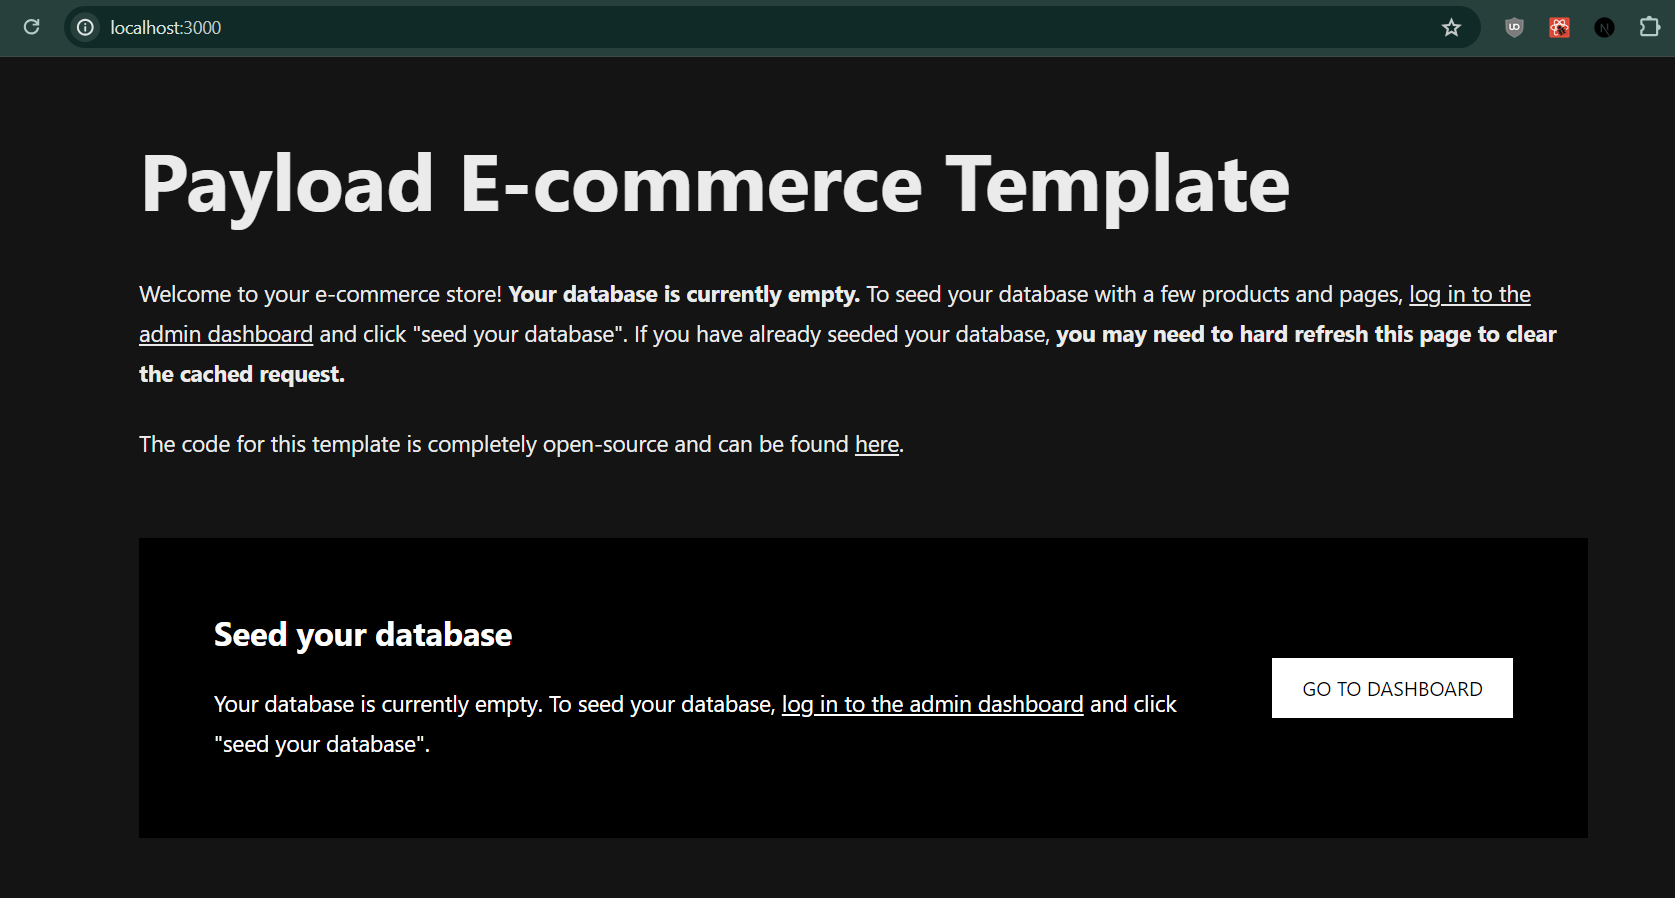 localhost:3000
Payload E-commerce Template
Welcome to your e-commerce store! Your database is currently empty. To seed your database with a few products and pages, log in to the
admin dashboard and click "seed your database". If you have already seeded your database, you may need to hard refresh this page to clear
the cached request.
The code for this template is completely open-source and can be found here.
Seed your database
Your database is currently empty. To seed your database, log in to the admin dashboard and click
"seed your database".
GO TO DASHBOARD